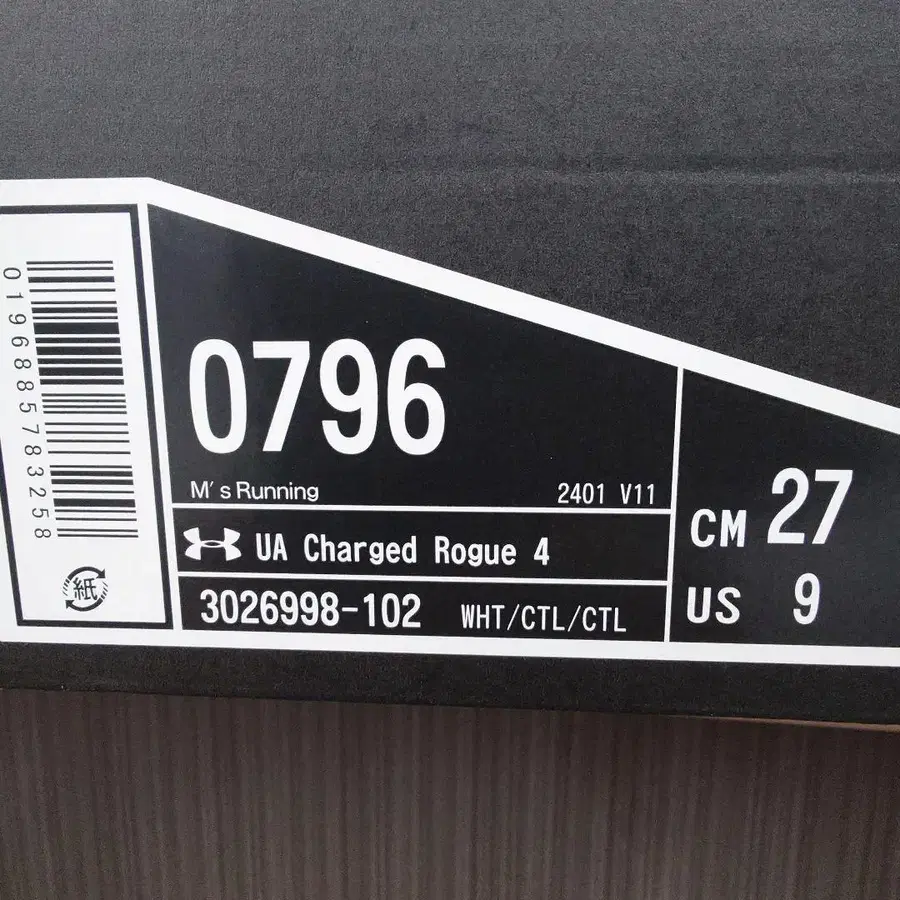 0196885783258
紙
0796
M's Running 2401 V11
UA Charged Rogue 4
3026998-102 WHT/CTL/CTL
CM 27
US 9